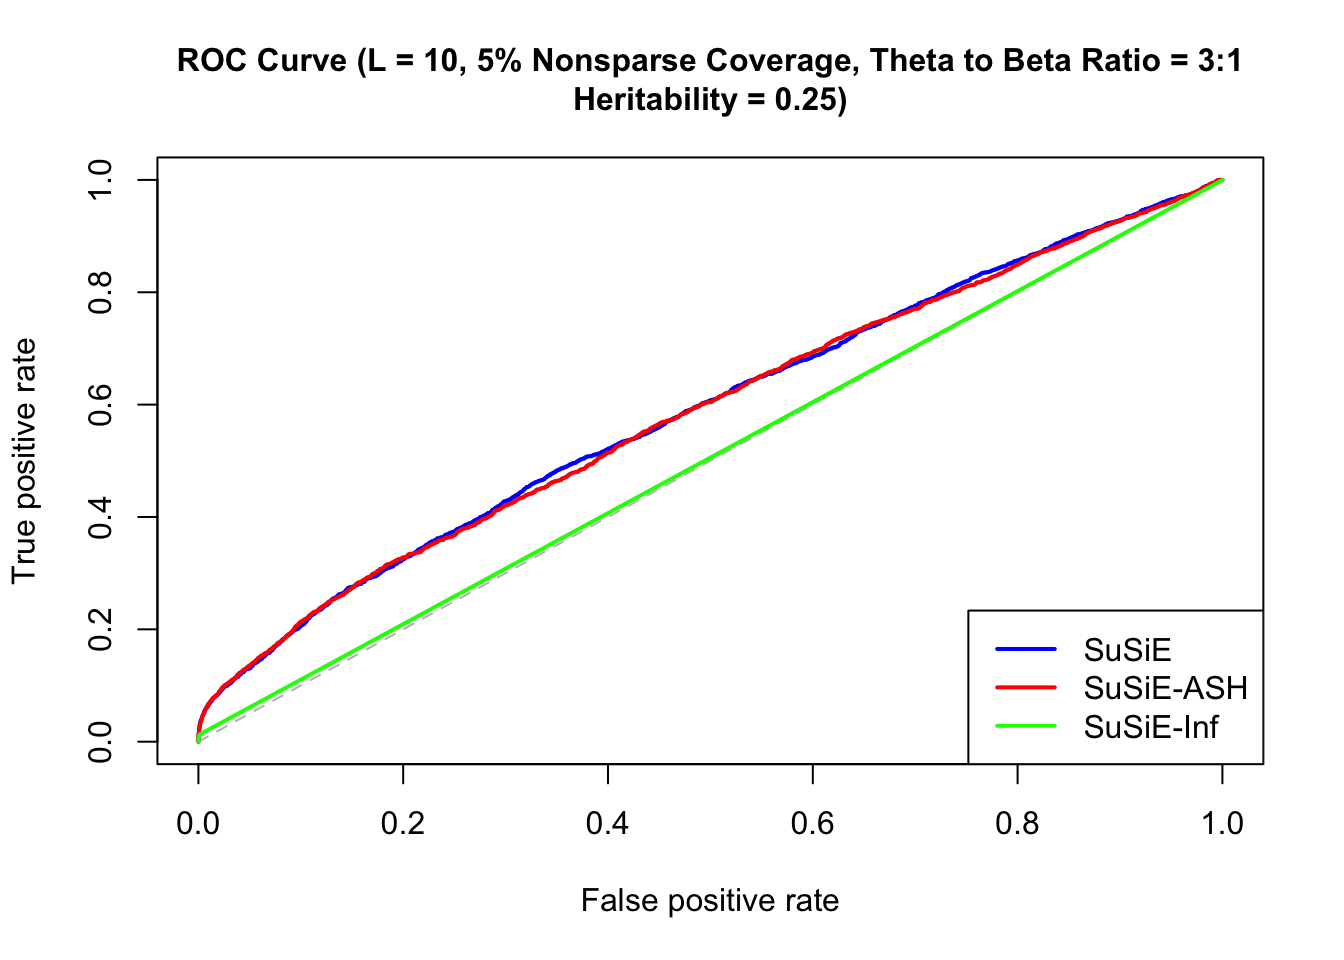 ROC Curve (L = 10, 5% Nonsparse Coverage, Theta to Beta Ratio = 3:1
Heritability = 0.25)
True positive rate
1.0
0.8
0.6
0.4
0.2
0.0
SuSiE
SuSiE-ASH
SuSiE-Inf
0.0 0.2 0.4 0.6 0.8 1.0
False positive rate